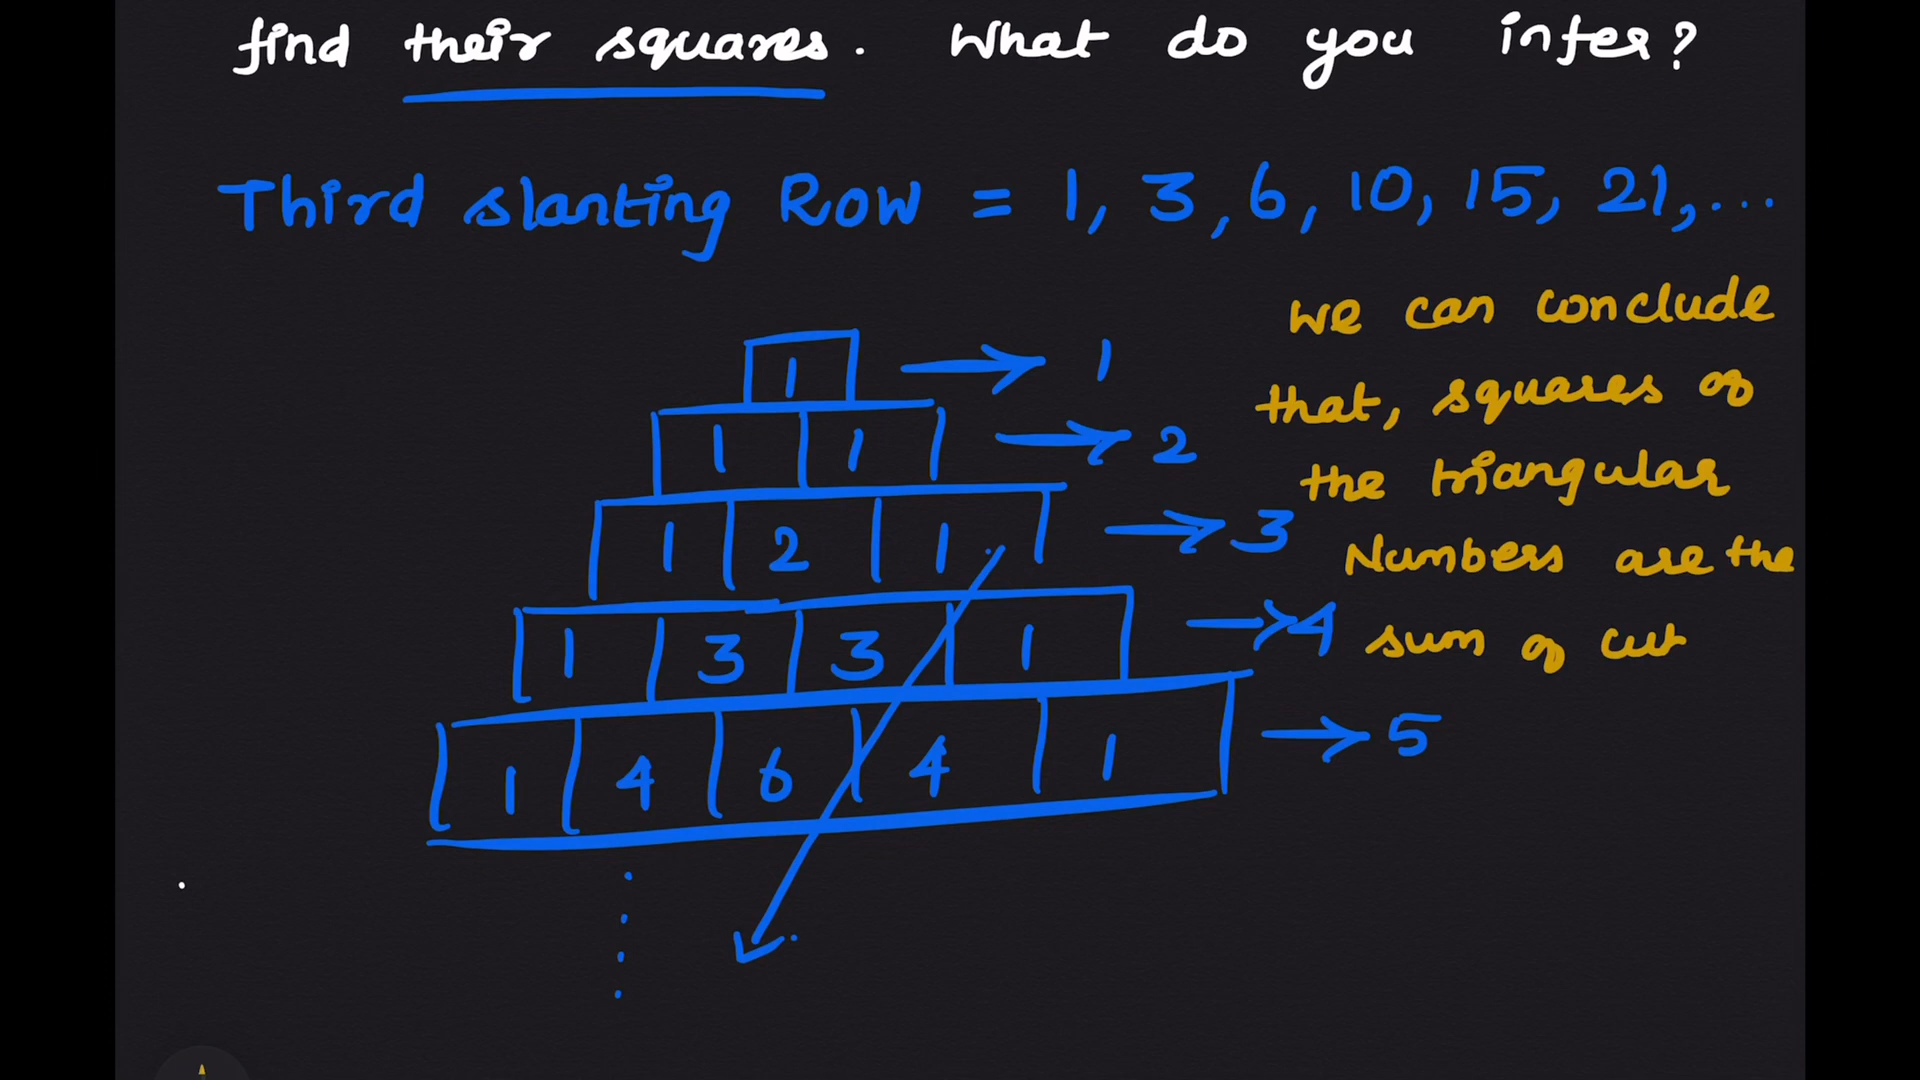 find their squares. What do you infer?
Third slanting Row = 1, 3, 6, 10, 15, 21, ...
we can conclude
that, squares of
the triangular
Numbers are the
sum of cu
1 → 1
1 1 → 2
1 2 1 → 3
1 3 3 1 → 4
1 4 6 4 1 → 5